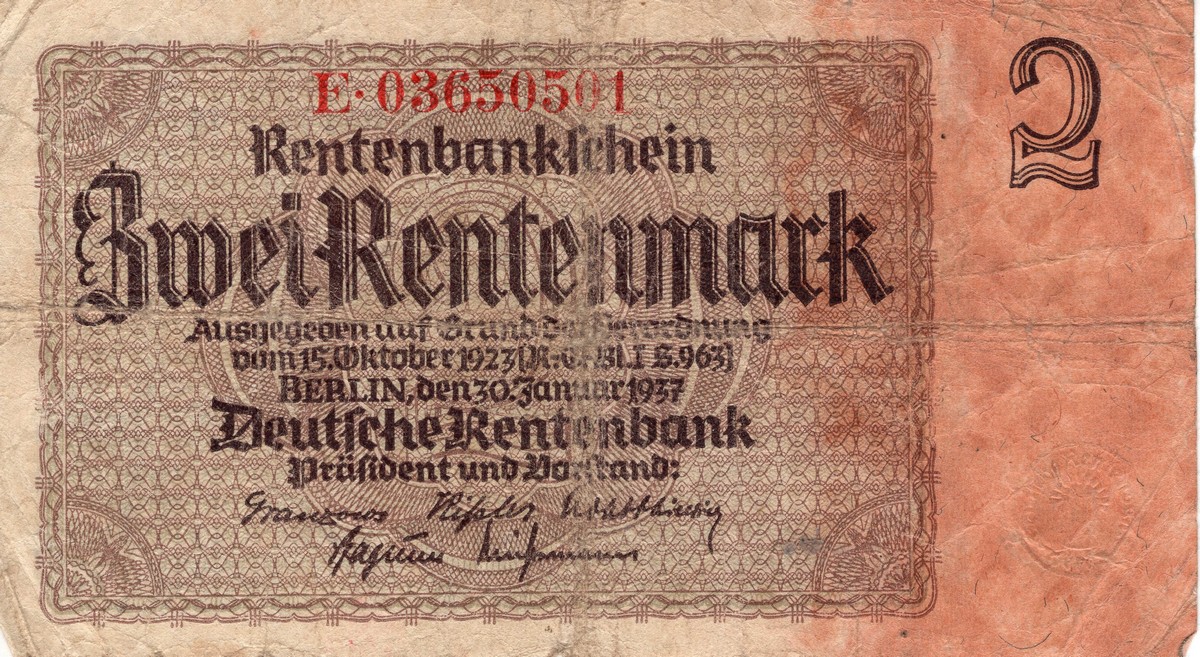 E·03650501
2
Rentenbankschein
Zwei Rentenmark
Ausgegeben auf Grund der Verordnung
vom 15. Oktober 1923 (R.G.Bl. I S. 963)
BERLIN, den 30. Januar 1937
Deutsche Rentenbank
Präsident und Vorstand: